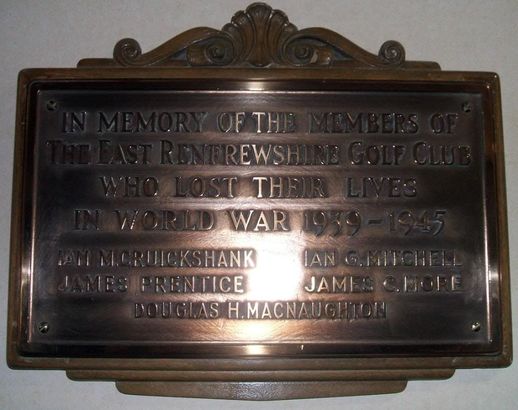 IN MEMORY OF THE MEMBERS OF
THE EAST RENFREWSHIRE GOLF CLUB
WHO LOST THEIR LIVES
IN WORLD WAR 1939-1945
IAN M. CRUICKSHANK IAN G. MITCHELL
JAMES PRENTICE JAMES C. HOPE
DOUGLAS H. MACNAUGHTON